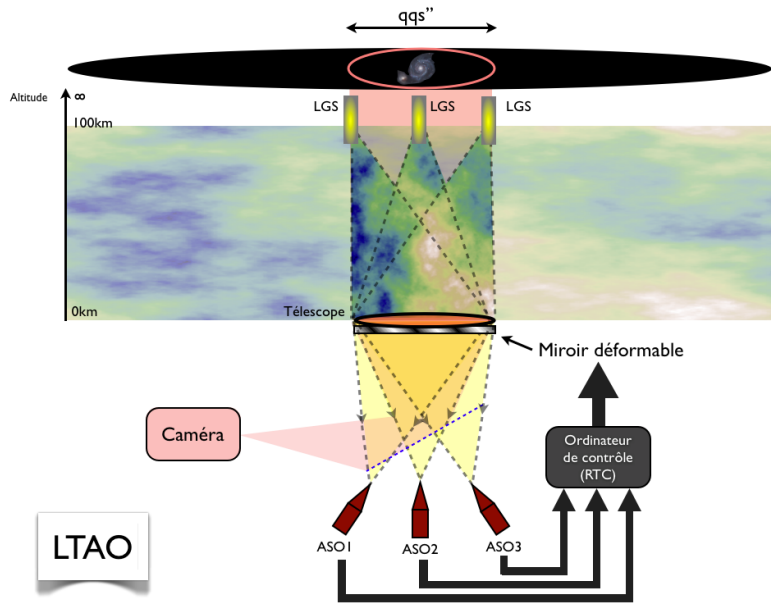 qqs"
Altitude
∞
LGS
LGS
LGS
100km
0km
Télescope
Miroir déformable
Caméra
Ordinateur
de contrôle
(RTC)
ASO1
ASO2
ASO3
LTAO